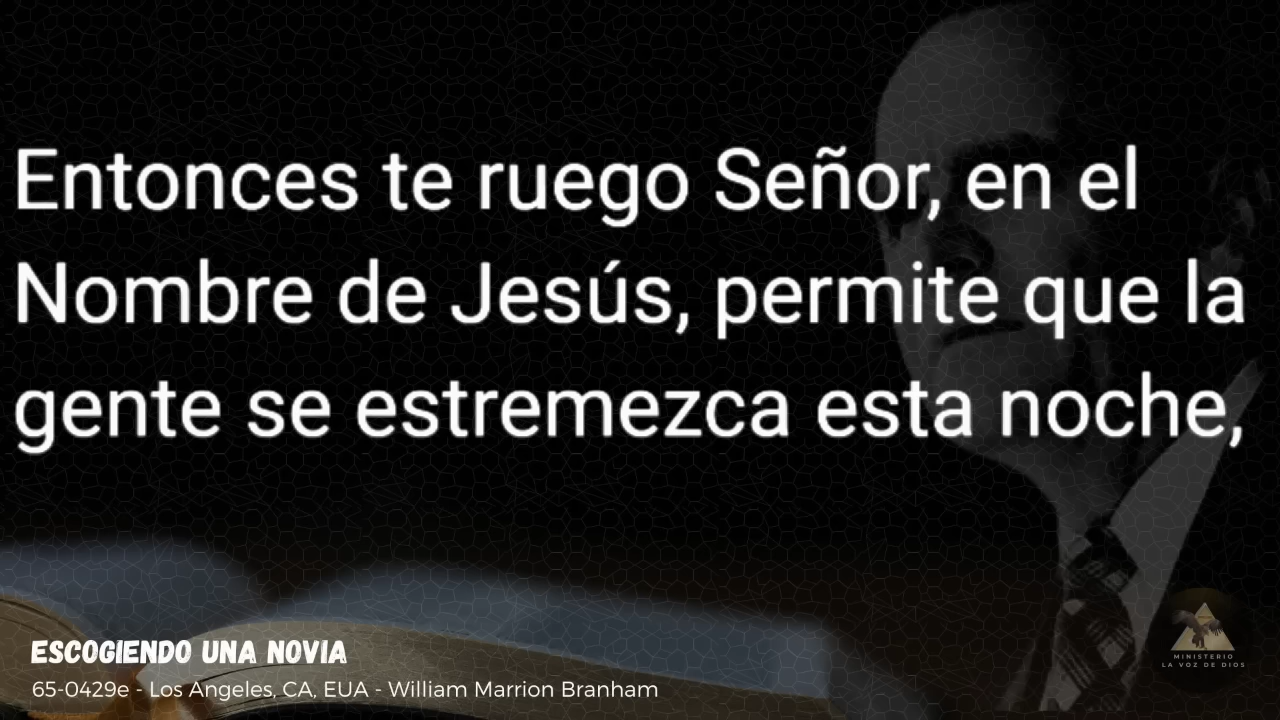 Entonces te ruego Señor, en el
Nombre de Jesús, permite que la
gente se estremezca esta noche,
ESCOGIENDO UNA NOVIA
65-0429e - Los Angeles, CA, EUA - William Marrion Branham
MINISTERIO
LA VOZ DE DIOS